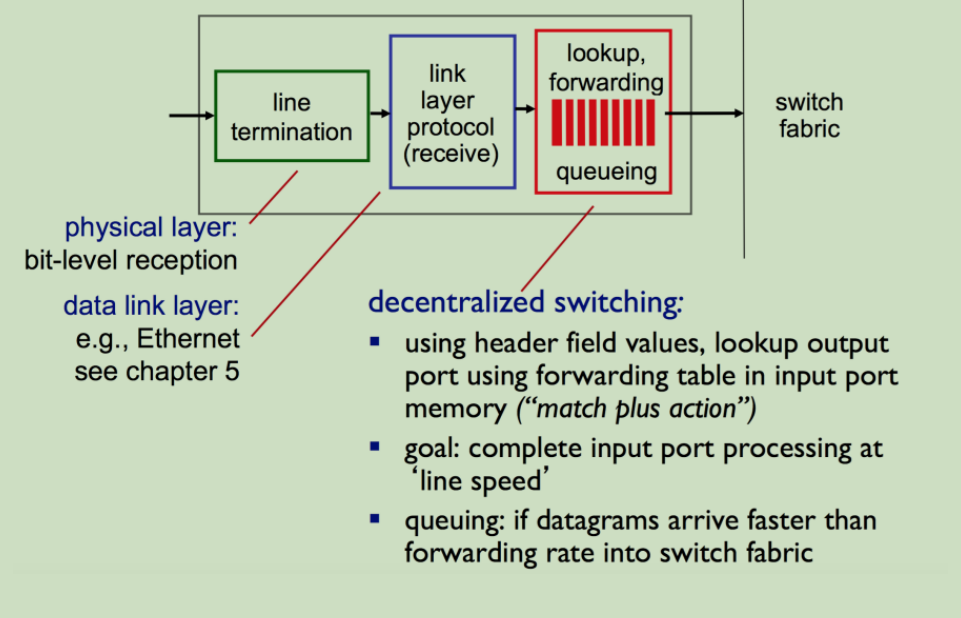 line
termination
link
layer
protocol
(receive)
lookup,
forwarding
queueing
switch
fabric
physical layer:
bit-level reception
data link layer:
e.g., Ethernet
see chapter 5
decentralized switching:
▪ using header field values, lookup output
port using forwarding table in input port
memory (“match plus action”)
▪ goal: complete input port processing at
‘line speed’
▪ queuing: if datagrams arrive faster than
forwarding rate into switch fabric